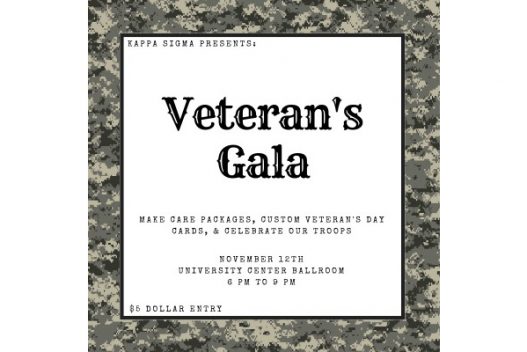 KAPPA SIGMA PRESENTS:
Veteran's
Gala
MAKE CARE PACKAGES, CUSTOM VETERAN'S DAY
CARDS, & CELEBRATE OUR TROOPS
NOVEMBER 12TH
UNIVERSITY CENTER BALLROOM
6 PM TO 9 PM
$5 DOLLAR ENTRY